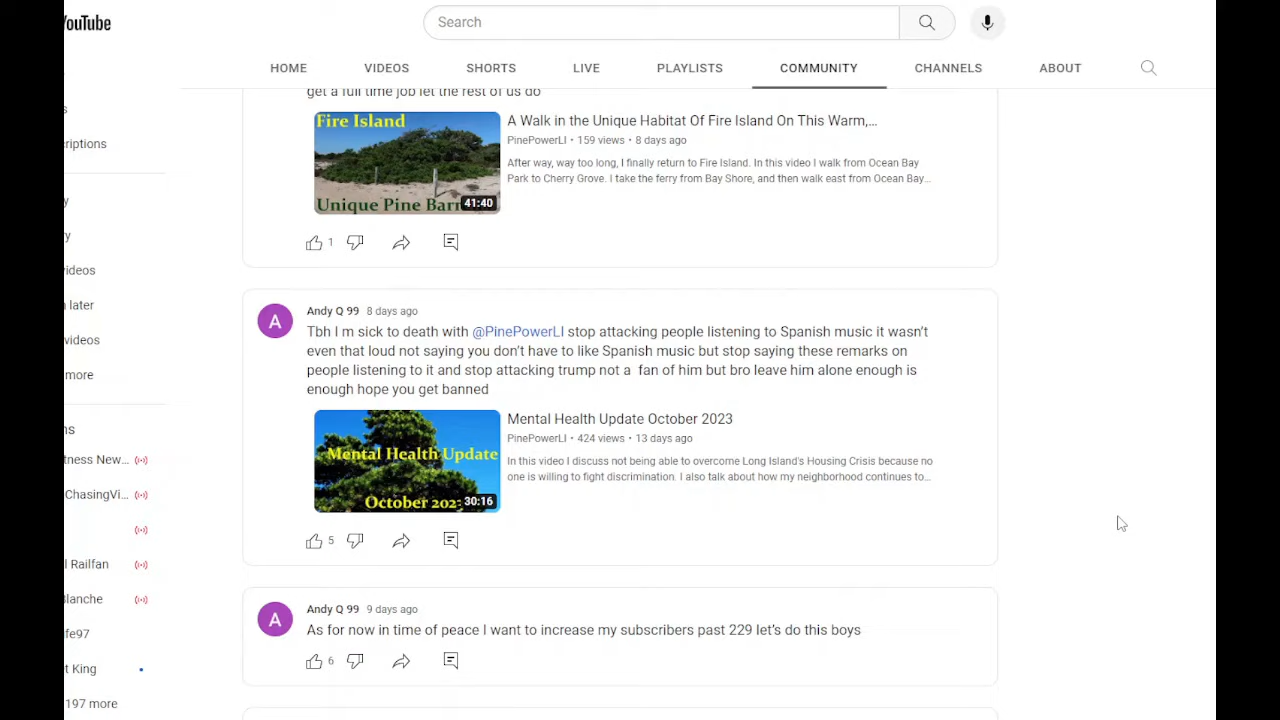 YouTube
Search
HOME VIDEOS SHORTS LIVE PLAYLISTS COMMUNITY CHANNELS ABOUT
get a full time job let the rest of us do
Fire Island
Unique Pine Barr
41:40
A Walk in the Unique Habitat Of Fire Island On This Warm,...
PinePowerLI • 159 views • 8 days ago
After way, way too long, I finally return to Fire Island. In this video I walk from Ocean Bay
Park to Cherry Grove. I take the ferry from Bay Shore, and then walk east from Ocean Bay...
1
A
Andy Q 99 8 days ago
Tbh I m sick to death with @PinePowerLI stop attacking people listening to Spanish music it wasn't
even that loud not saying you don't have to like Spanish music but stop saying these remarks on
people listening to it and stop attacking trump not a fan of him but bro leave him alone enough is
enough hope you get banned
Mental Health Update
October 202
30:16
Mental Health Update October 2023
PinePowerLI • 424 views • 13 days ago
In this video I discuss not being able to overcome Long Island's Housing Crisis because no
one is willing to fight discrimination. I also talk about how my neighborhood continues to...
5
A
Andy Q 99 9 days ago
As for now in time of peace I want to increase my subscribers past 229 let's do this boys
6
s
criptions
y
ry
videos
n later
videos
more
ns
tness New...
ChasingVi...
l Railfan
Blanche
ife97
t King
197 more